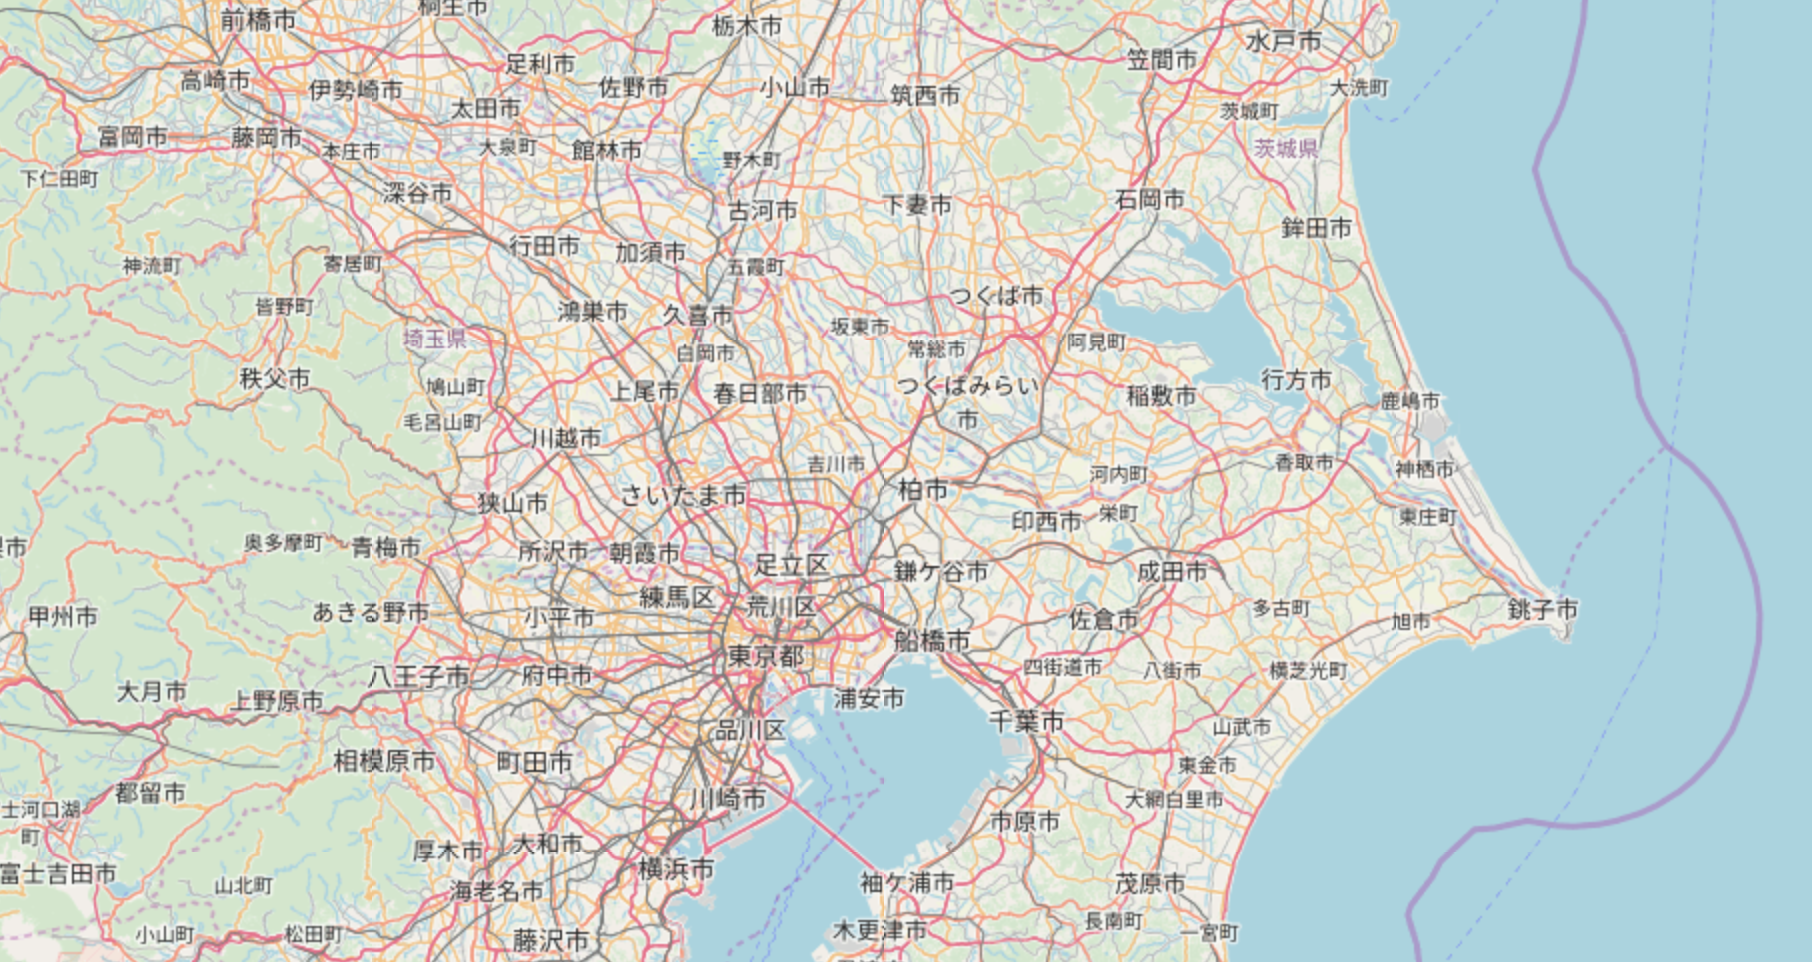 桐生市
前橋市
栃木市
水戸市
笠間市
足利市
高崎市
伊勢崎市
佐野市
小山市
筑西市
大洗町
太田市
茨城町
富岡市
藤岡市
本庄市
大泉町
館林市
野木町
茨城県
下仁田町
深谷市
古河市
下妻市
石岡市
鉾田市
行田市
加須市
神流町
寄居町
五霞町
つくば市
皆野町
鴻巣市
久喜市
坂東市
埼玉県
白岡市
常総市
阿見町
秩父市
鳩山町
上尾市
春日部市
つくばみらい
市
稲敷市
行方市
鹿嶋市
毛呂山町
川越市
吉川市
河内町
香取市
神栖市
狭山市
さいたま市
柏市
印西市
栄町
東庄町
梨市
奥多摩町
青梅市
所沢市
朝霞市
足立区
鎌ケ谷市
成田市
甲州市
あきる野市
小平市
練馬区
荒川区
佐倉市
多古町
旭市
銚子市
船橋市
東京都
八王子市
府中市
四街道市
八街市
横芝光町
大月市
上野原市
浦安市
品川区
千葉市
山武市
相模原市
町田市
東金市
都留市
川崎市
大網白里市
士河口湖
町
市原市
厚木市
大和市
富士吉田市
山北町
海老名市
横浜市
袖ケ浦市
茂原市
小山町
松田町
藤沢市
木更津市
長南町
一宮町